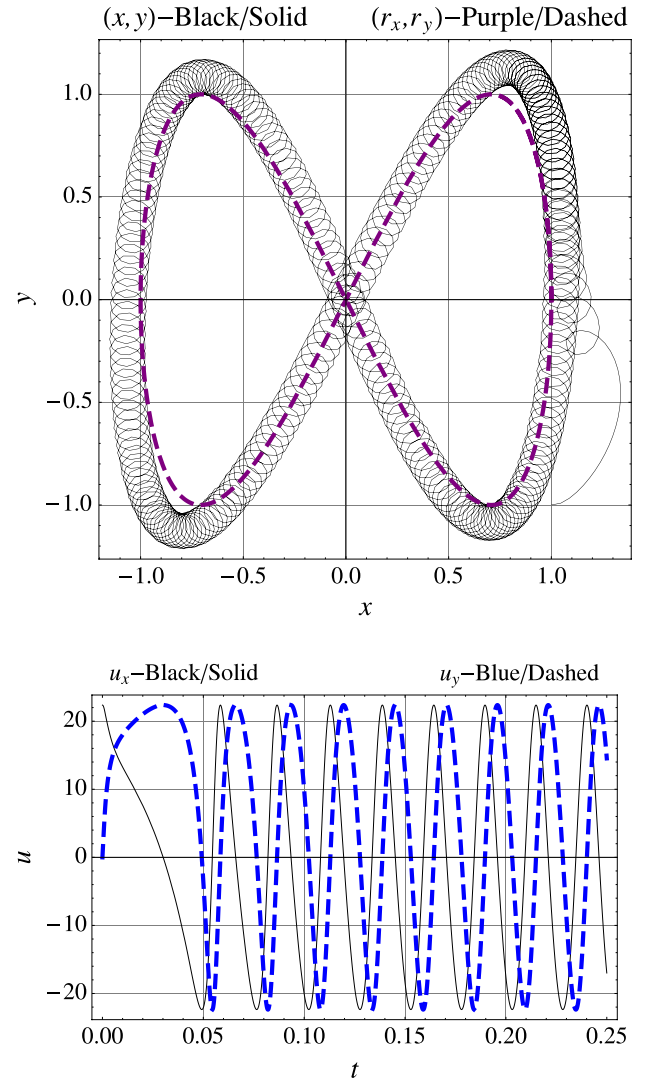 (x, y)−Black/Solid (rₓ, r_y)−Purple/Dashed
1.0
0.5
0.0
−0.5
−1.0
y
−1.0 −0.5 0.0 0.5 1.0
x
uₓ−Black/Solid u_y−Blue/Dashed
20
10
0
−10
−20
u
0.00 0.05 0.10 0.15 0.20 0.25
t